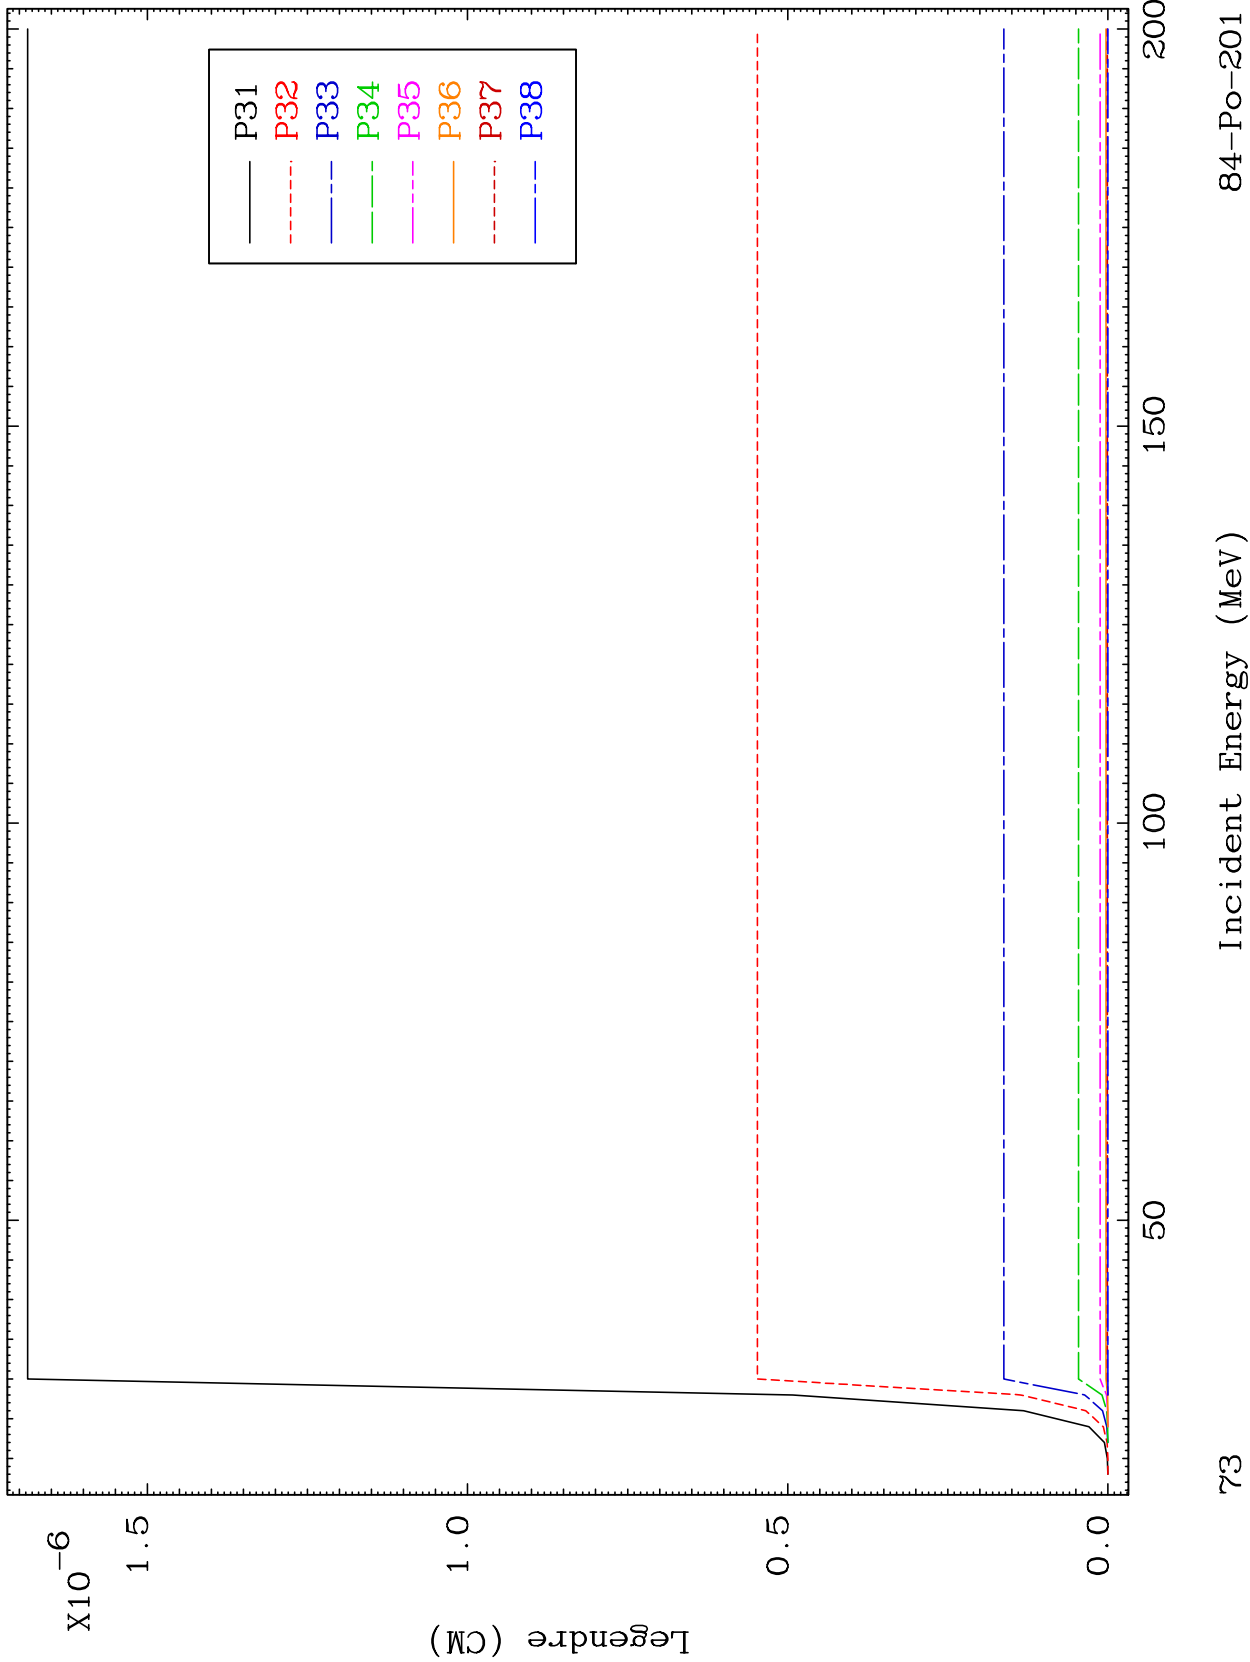 X10-6
1.5
1.0
0.5
0.0
Legendre (CM)
P31
P32
P33
P34
P35
P36
P37
P38
50
100
150
200
73
Incident Energy (MeV)
84-Po-201